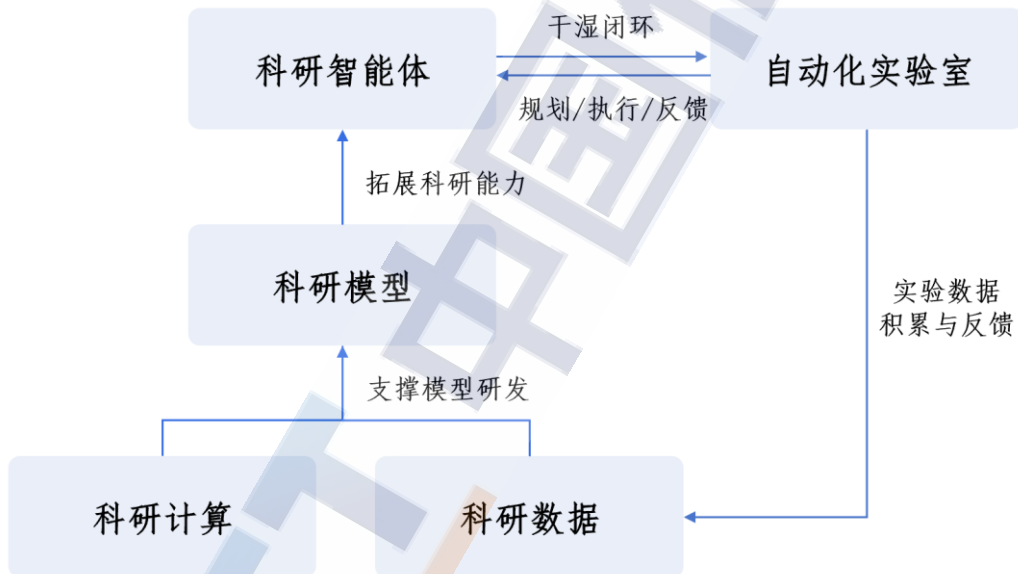 干湿闭环
科研智能体
自动化实验室
规划/执行/反馈
拓展科研能力
科研模型
实验数据
积累与反馈
支撑模型研发
科研计算
科研数据